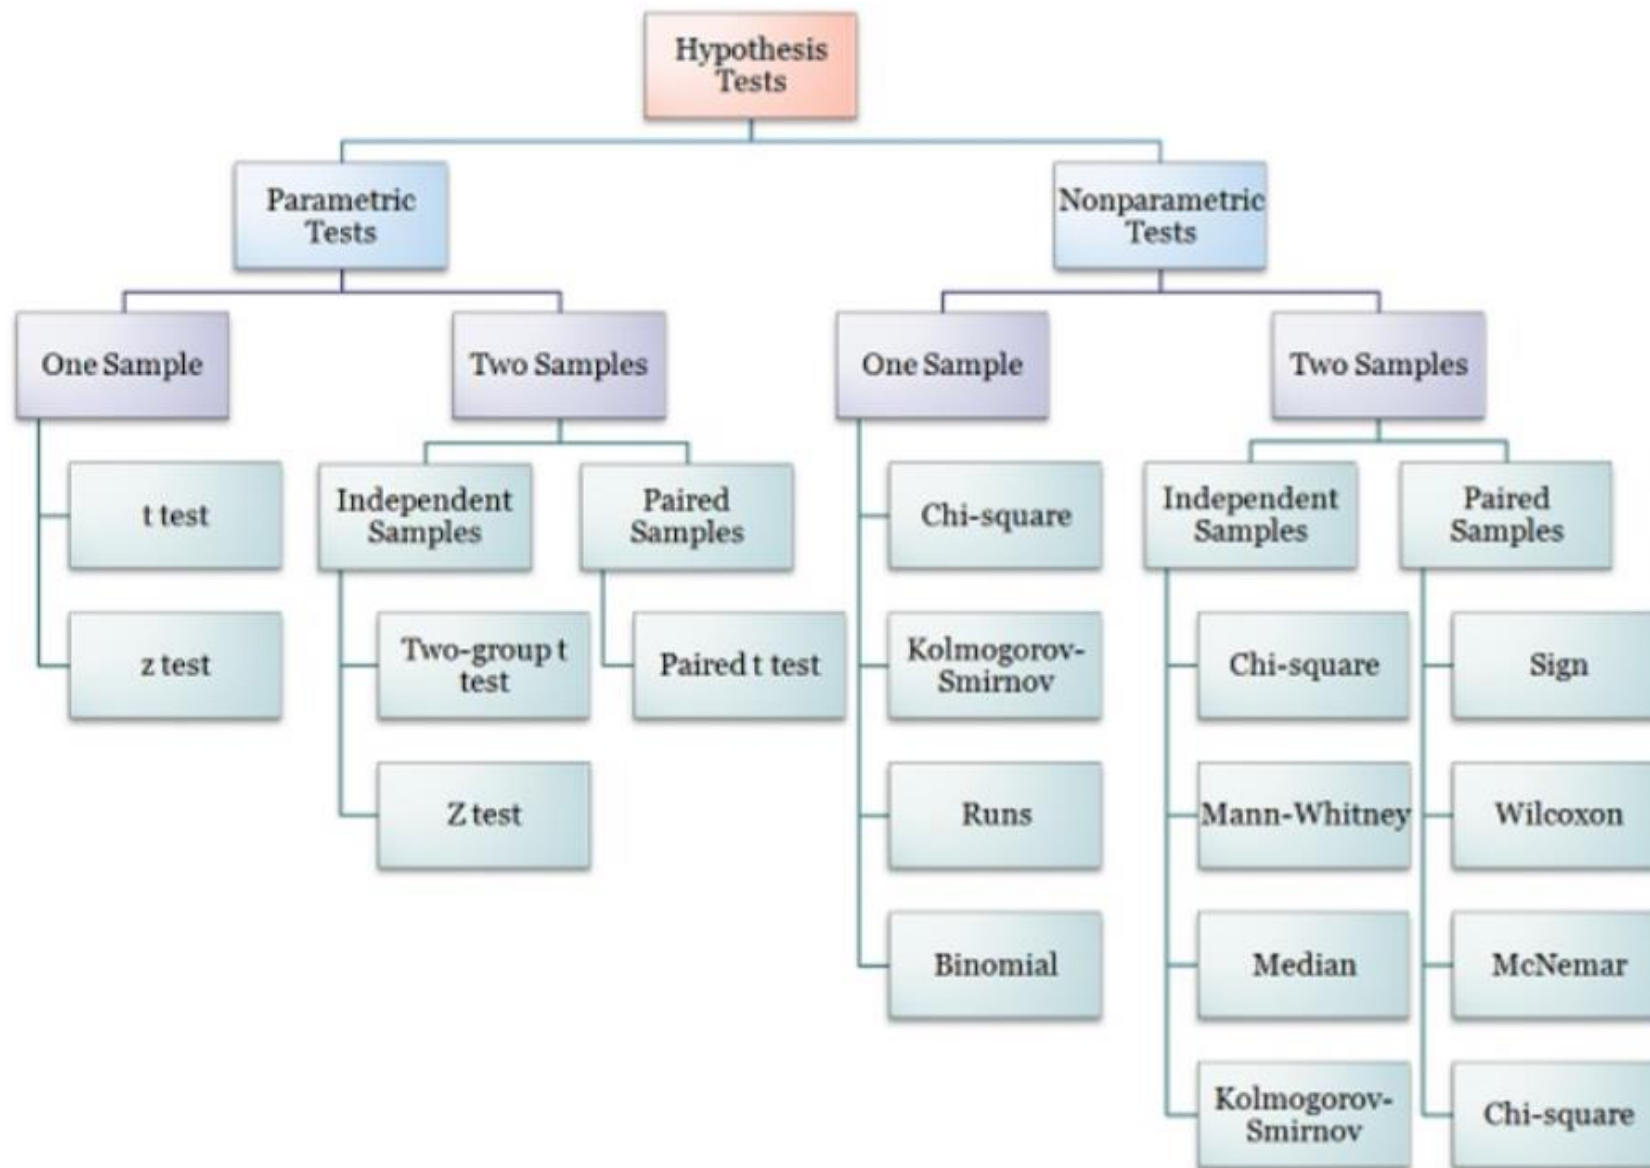 Hypothesis
Tests
Parametric
Tests
Nonparametric
Tests
One Sample
Two Samples
One Sample
Two Samples
t test
Independent
Samples
Paired
Samples
Chi-square
Independent
Samples
Paired
Samples
z test
Two-group t
test
Paired t test
Kolmogorov-
Smirnov
Chi-square
Sign
Z test
Runs
Mann-Whitney
Wilcoxon
Binomial
Median
McNemar
Kolmogorov-
Smirnov
Chi-square